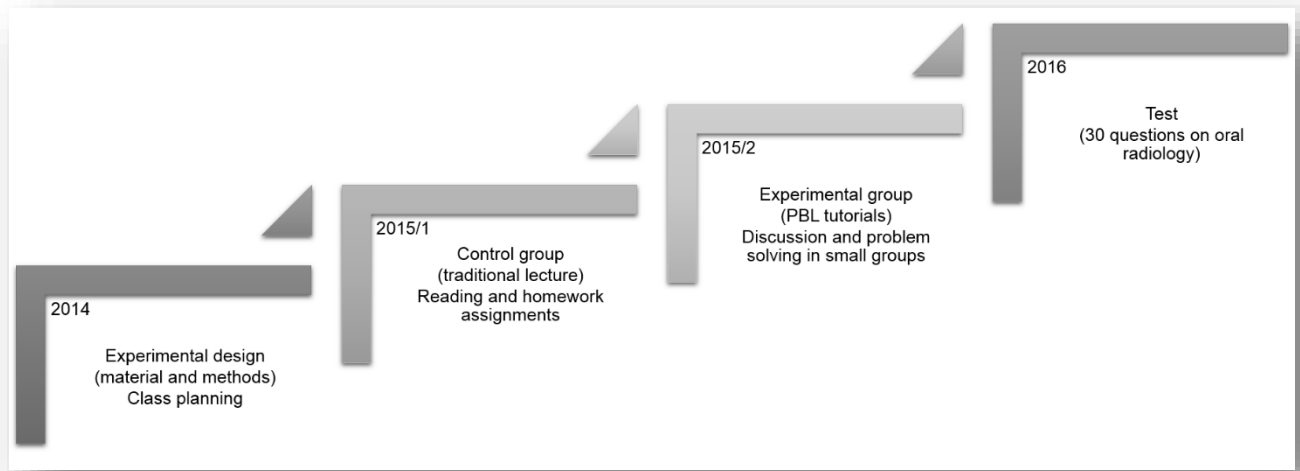 2014
Experimental design
(material and methods)
Class planning
2015/1
Control group
(traditional lecture)
Reading and homework
assignments
2015/2
Experimental group
(PBL tutorials)
Discussion and problem
solving in small groups
2016
Test
(30 questions on oral
radiology)